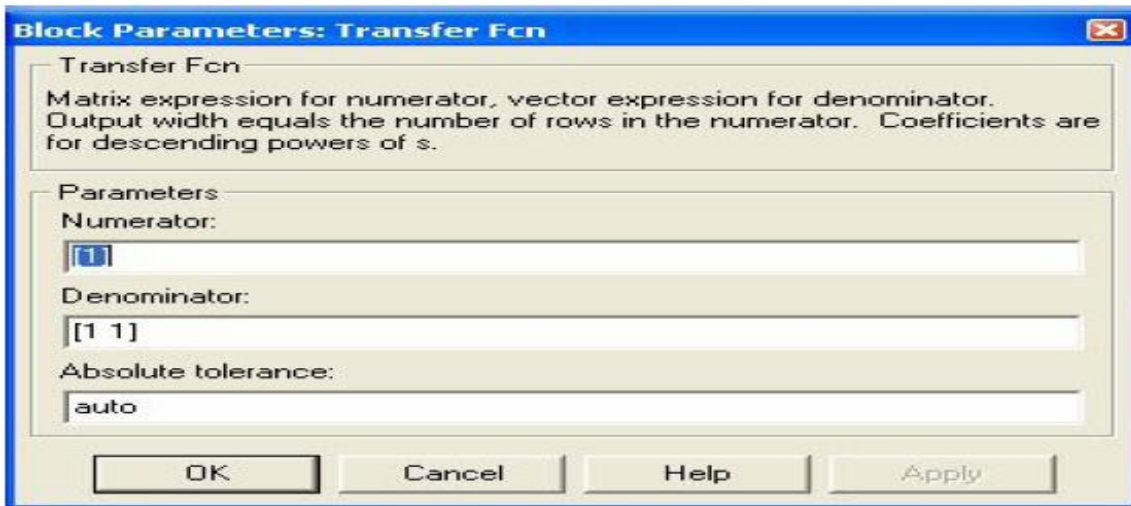 Block Parameters: Transfer Fcn
Transfer Fcn
Matrix expression for numerator, vector expression for denominator.
Output width equals the number of rows in the numerator.  Coefficients are
for descending powers of s.
Parameters
Numerator:
[1]
Denominator:
[1 1]
Absolute tolerance:
auto
OK
Cancel
Help
Apply